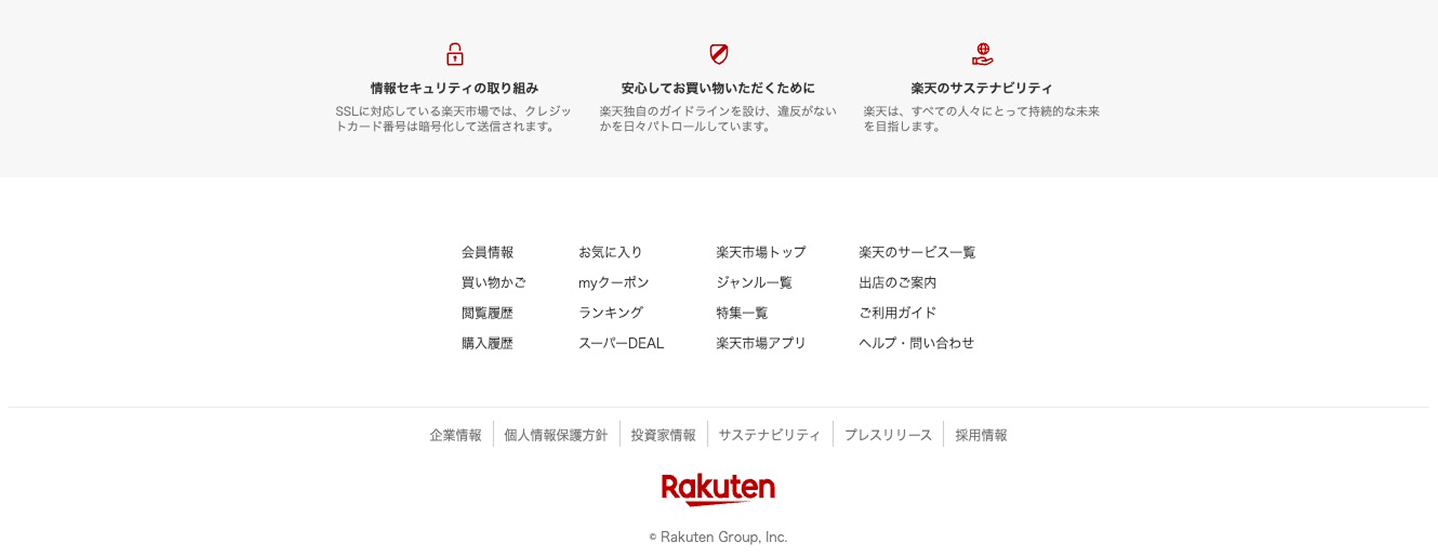 情報セキュリティの取り組み
SSLに対応している楽天市場では、クレジッ
トカード番号は暗号化して送信されます。
安心してお買い物いただくために
楽天独自のガイドラインを設け、違反がない
かを日々パトロールしています。
楽天のサステナビリティ
楽天は、すべての人々にとって持続的な未来
を目指します。
会員情報 お気に入り 楽天市場トップ 楽天のサービス一覧
買い物かご myクーポン ジャンル一覧 出店のご案内
閲覧履歴 ランキング 特集一覧 ご利用ガイド
購入履歴 スーパーDEAL 楽天市場アプリ ヘルプ・問い合わせ
企業情報 個人情報保護方針 投資家情報 サステナビリティ プレスリリース 採用情報
Rakuten
© Rakuten Group, Inc.